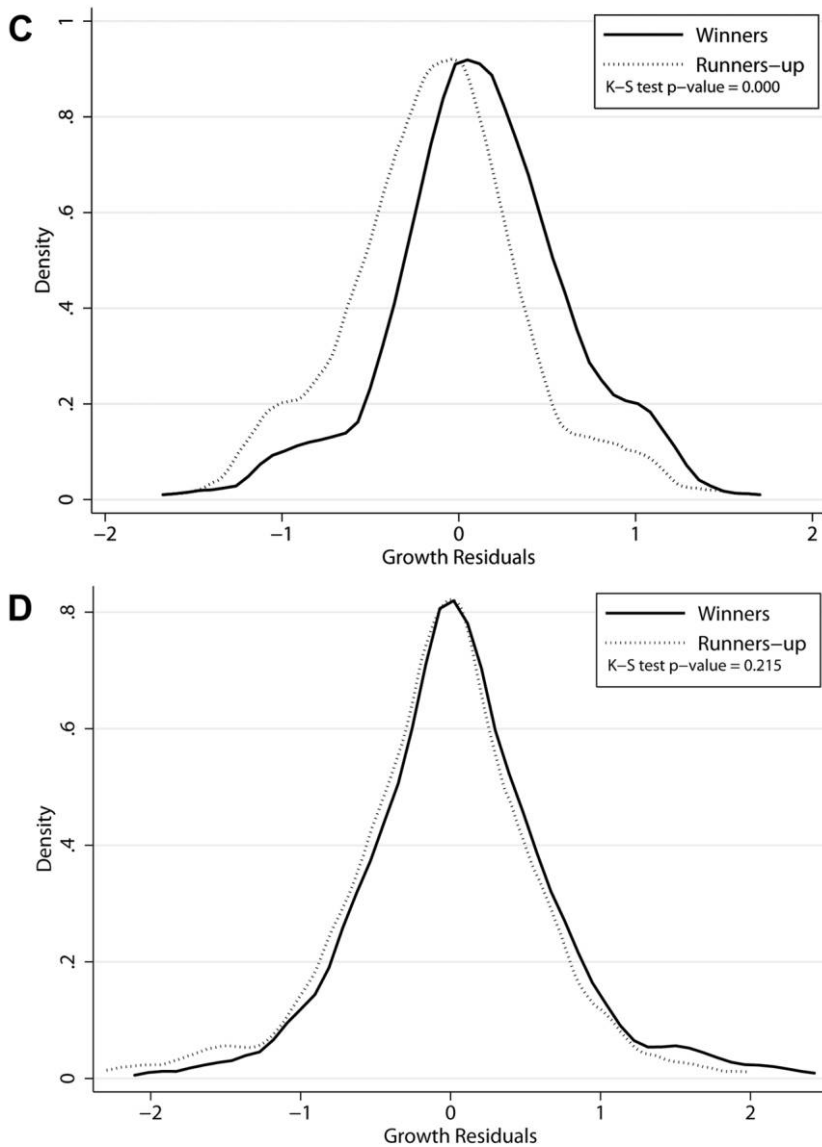 C
Winners
Runners-up
K-S test p-value = 0.000
Density
1
.8
.6
.4
.2
0
−2
−1
0
1
2
Growth Residuals
D
Winners
Runners-up
K-S test p-value = 0.215
Density
.8
.6
.4
.2
0
−2
−1
0
1
2
Growth Residuals